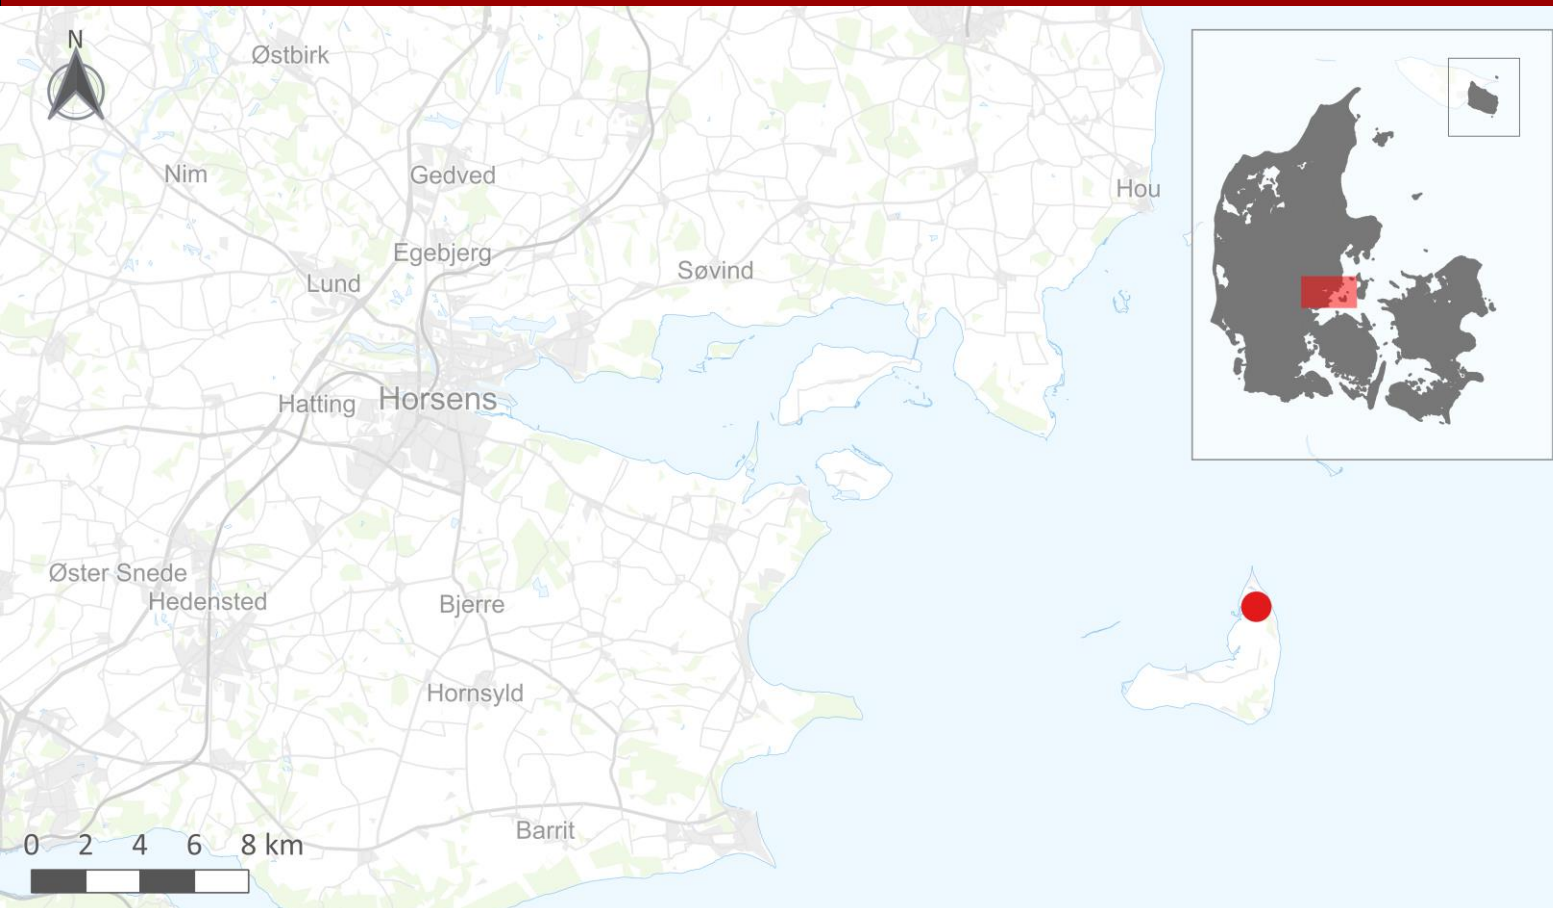 N
Østbirk
Nim
Gedved
Hou
Egebjerg
Søvind
Lund
Hatting
Horsens
Øster Snede
Hedensted
Bjerre
Hornsyld
Barrit
0 2 4 6 8 km